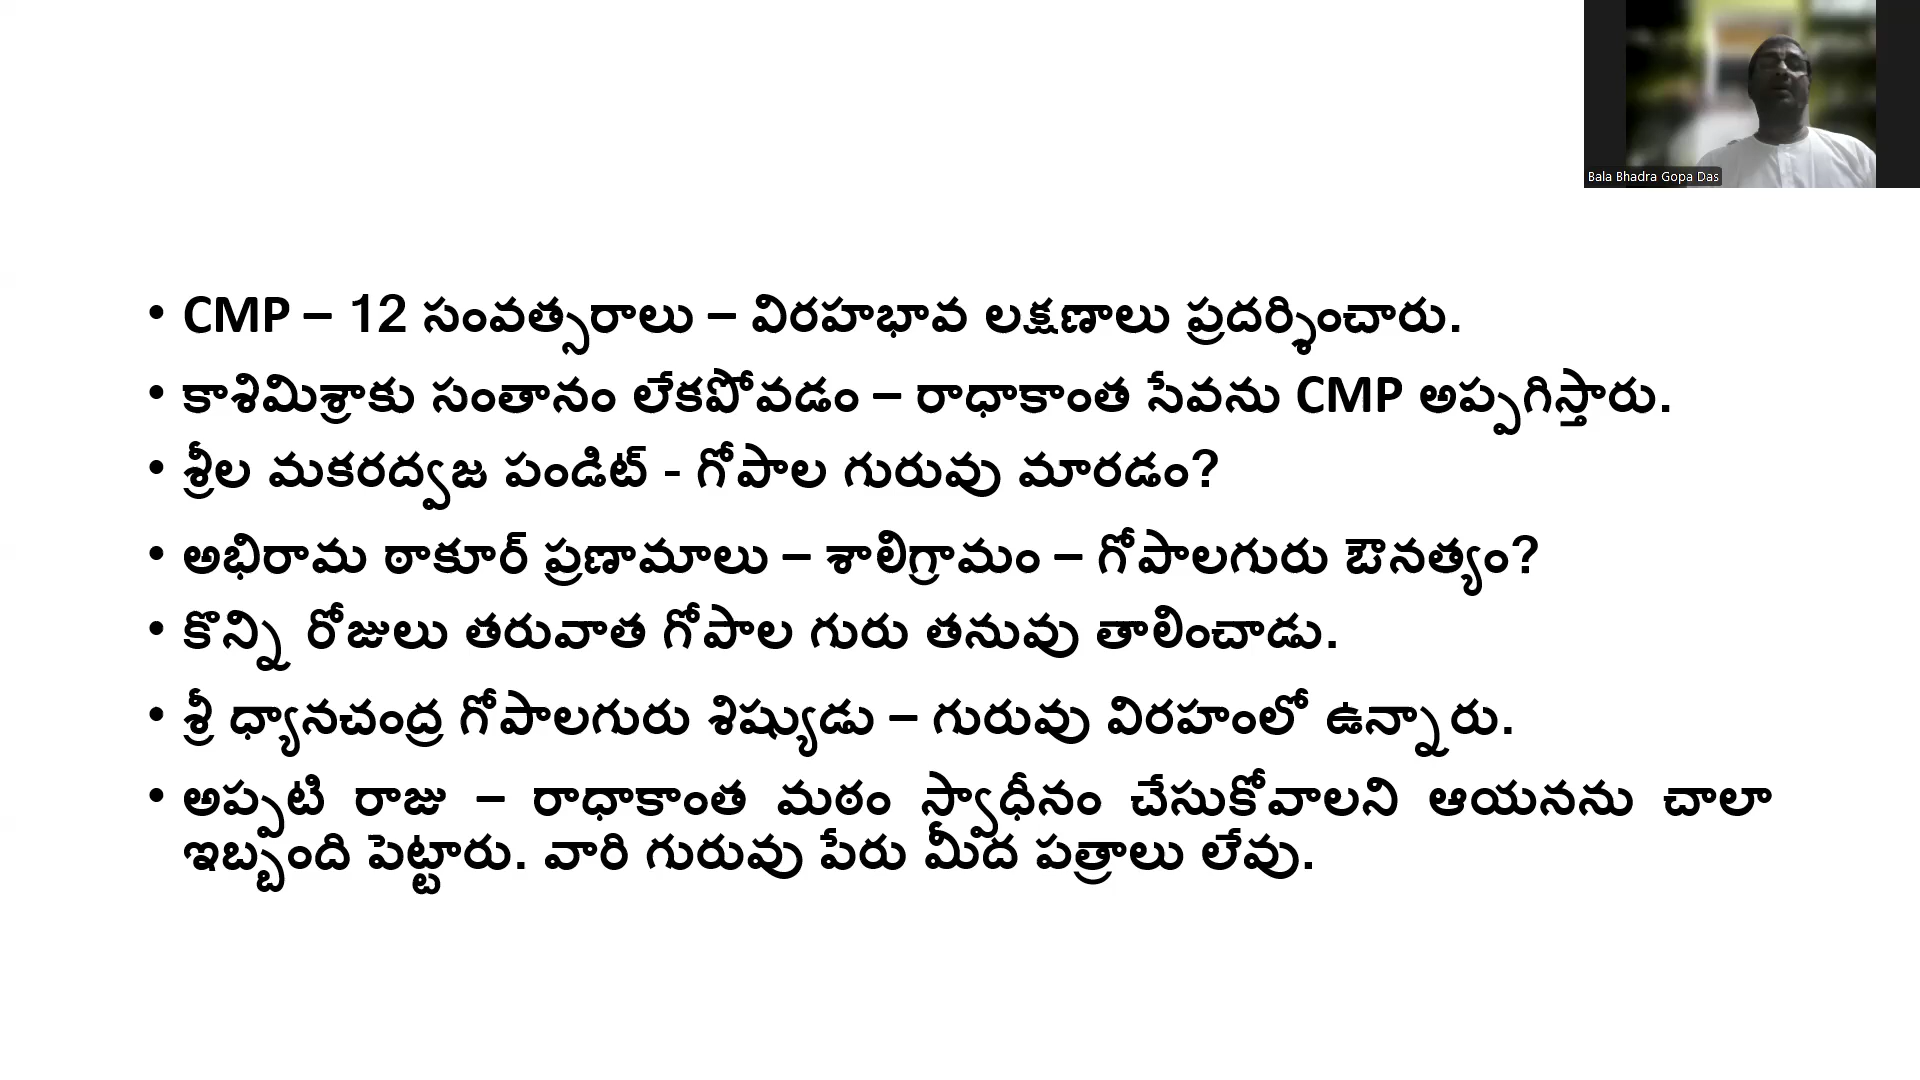 Bala Bhadra Gopa Das
• CMP – 12 సంవత్సరాలు – విరహభావ లక్షణాలు ప్రదర్శించారు.
• కాశిమిశ్రాకు సంతానం లేకపోవడం – రాధాకాంత సేవను CMP అప్పగిస్తారు.
• శ్రీల మకరద్వజ పండిట్ - గోపాల గురువు మారడం?
• అభిరామ ఠాకూర్ ప్రణామాలు – శాలిగ్రామం – గోపాలగురు ఔనత్యం?
• కొన్ని రోజులు తరువాత గోపాల గురు తనువు తాలించాడు.
• శ్రీ ధ్యానచంద్ర గోపాలగురు శిష్యుడు – గురువు విరహంలో ఉన్నారు.
• అప్పటి రాజు – రాధాకాంత మఠం స్వాధీనం చేసుకోవాలని ఆయనను చాలా
ఇబ్బంది పెట్టారు. వారి గురువు పేరు మీద పత్రాలు లేవు.